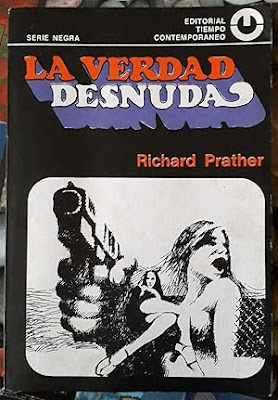 EDITORIAL
TIEMPO
CONTEMPORANEO
SERIE NEGRA
LA VERDAD
DESNUDA
Richard Prather